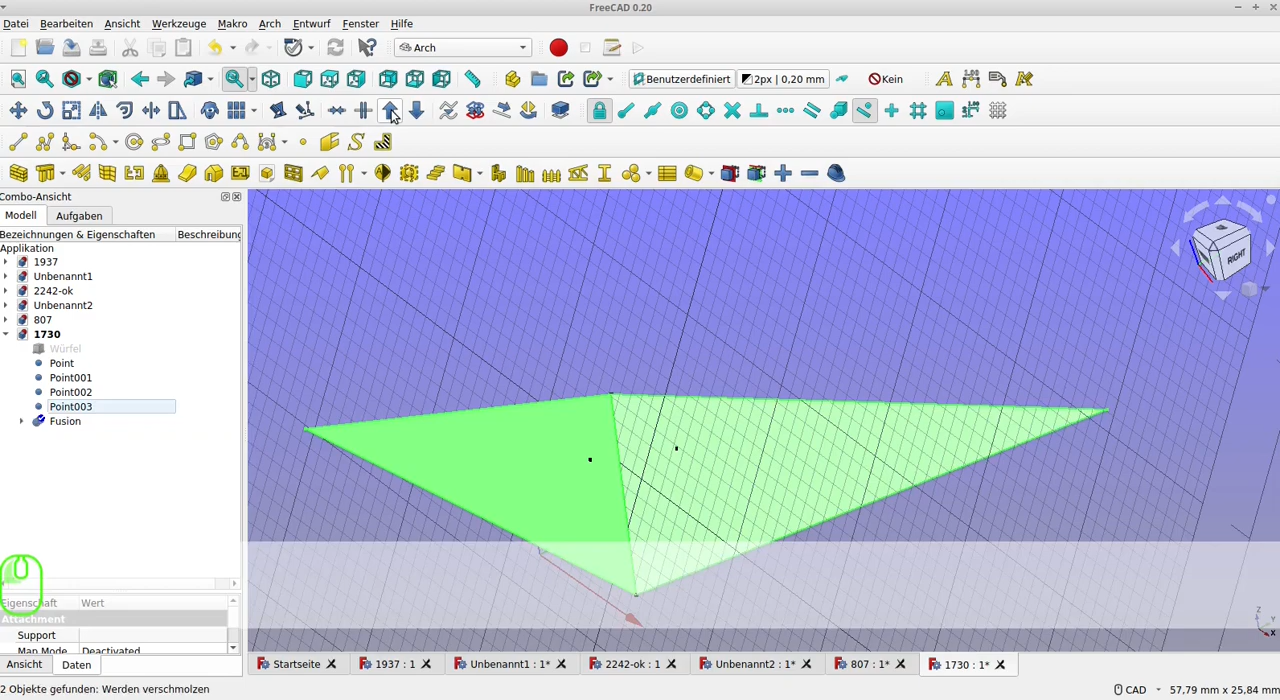 FreeCAD 0.20
Datei Bearbeiten Ansicht Werkzeuge Makro Arch Entwurf Fenster Hilfe
Arch
Benutzerdefiniert 2px | 0,20 mm Kein
Combo-Ansicht
Modell Aufgaben
Bezeichnungen & Eigenschaften Beschreibung
Applikation
1937
Unbenannt1
2242-ok
Unbenannt2
807
1730
Würfel
Point
Point001
Point002
Point003
Fusion
RIGHT
Eigenschaft Wert
Attachment
Support
Map Mode Deactivated
Z
Y
X
Ansicht Daten
Startseite 1937 : 1 Unbenannt1 : 1* 2242-ok : 1 Unbenannt2 : 1* 807 : 1* 1730 : 1*
2 Objekte gefunden: Werden verschmolzen
CAD 57,79 mm x 25,84 mm